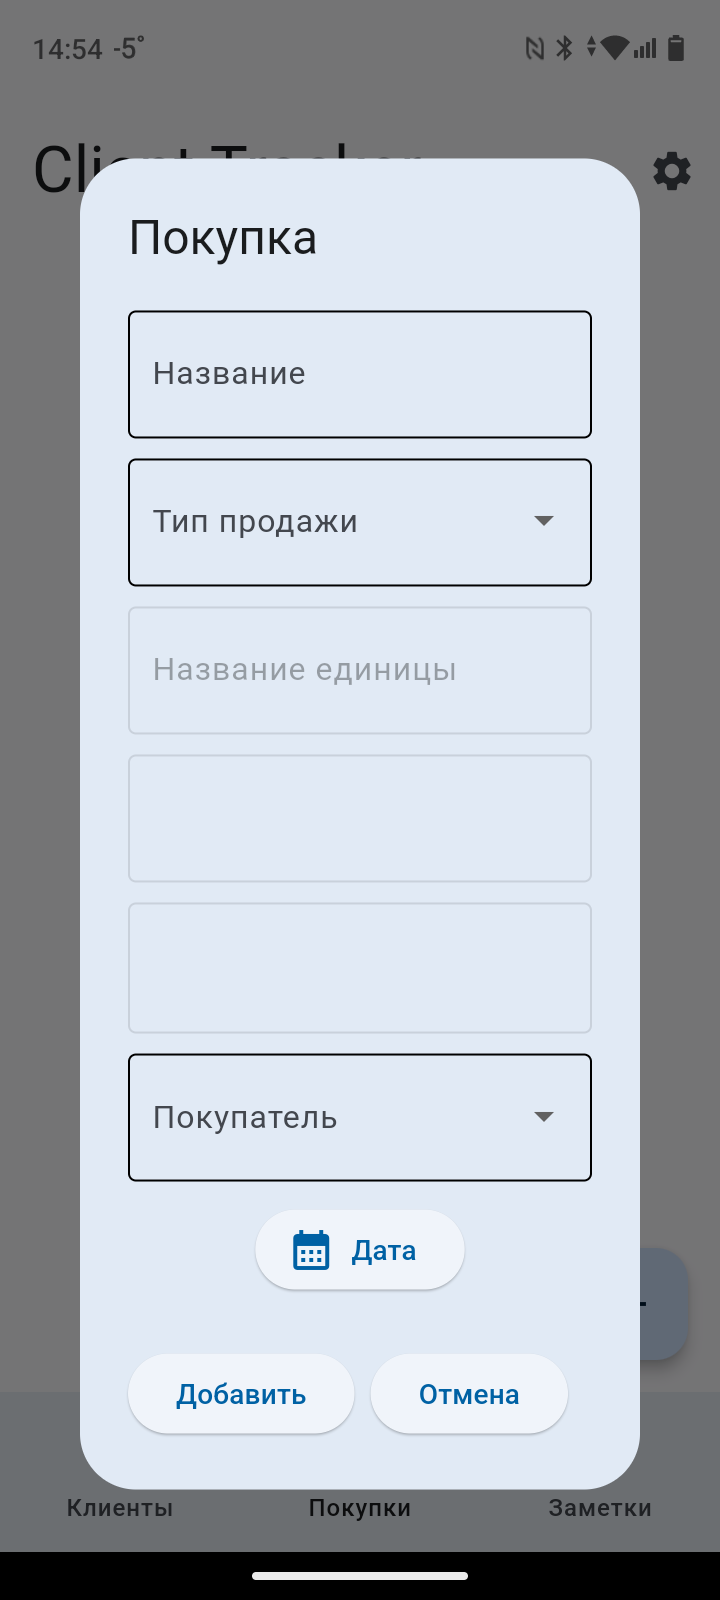 14:54 -5°
Client Tracker
Покупка
Название
Тип продажи
Название единицы
Покупатель
Дата
Добавить
Отмена
Клиенты
Покупки
Заметки